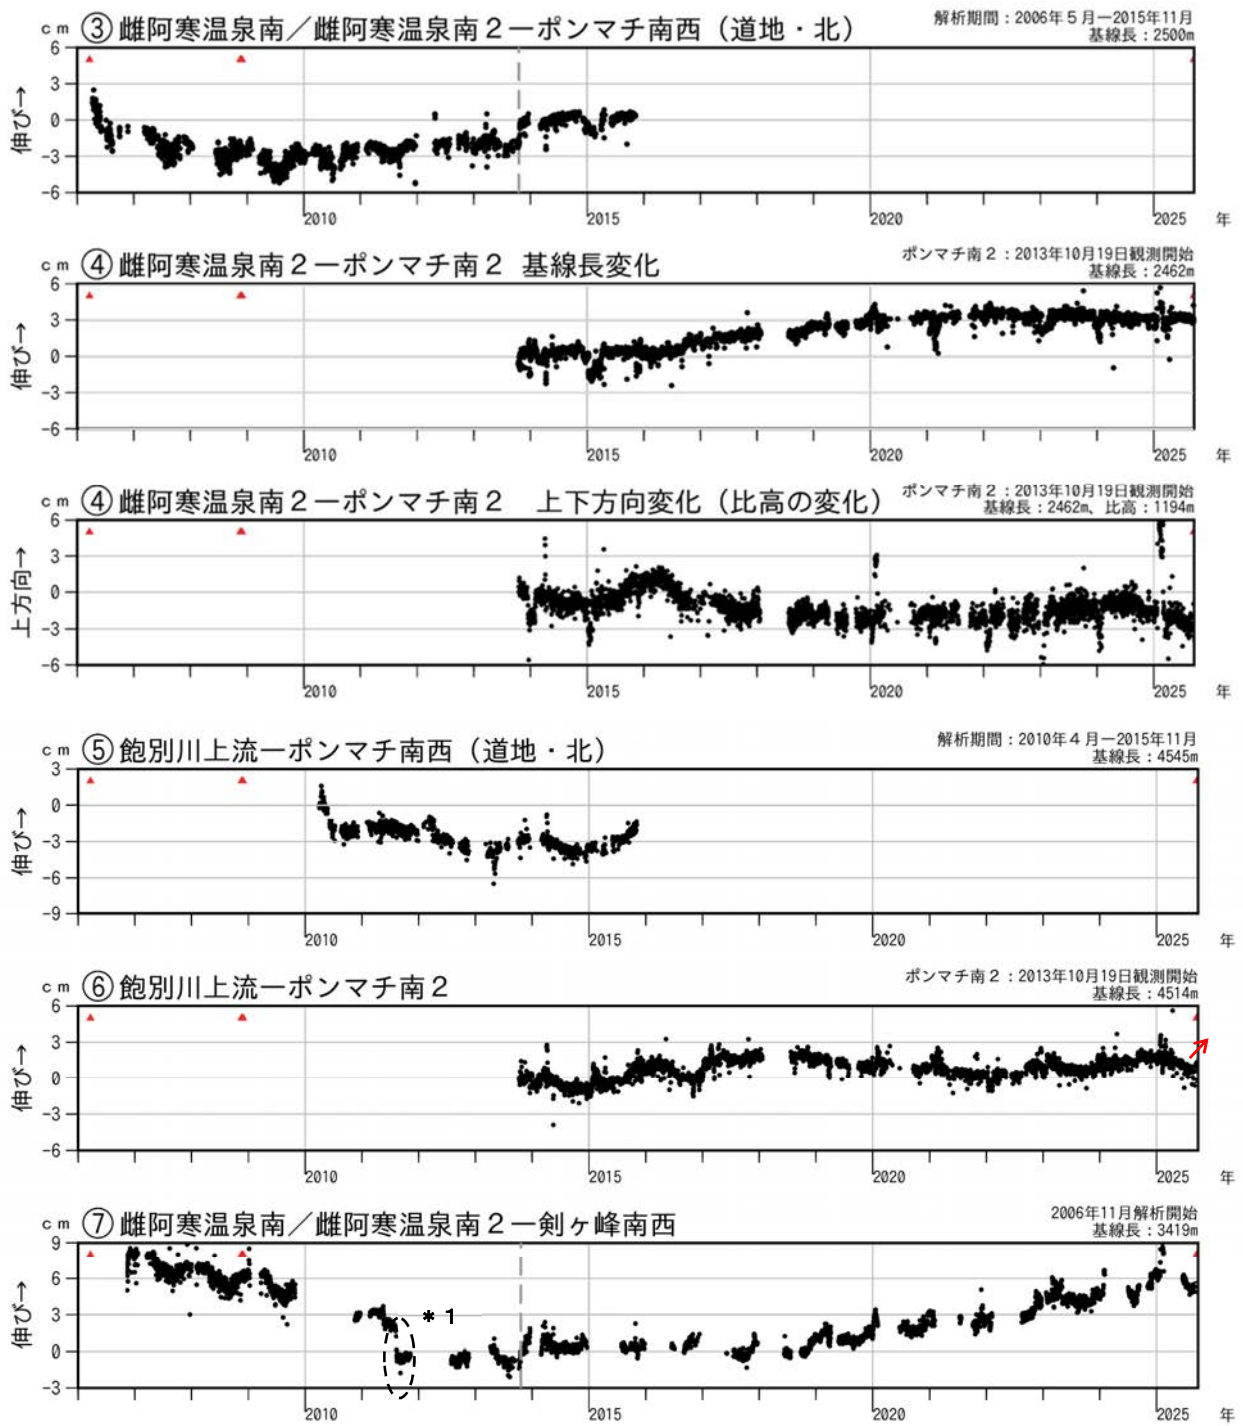 cm ③雌阿寒温泉南／雌阿寒温泉南２ーポンマチ南西（道地・北） 解析期間：2006年５月ー2015年11月
基線長：2500m
6
3
0
-3
-6
伸び→
2010 2015 2020 2025 年
cm ④雌阿寒温泉南２ーポンマチ南２ 基線長変化 ポンマチ南２：2013年10月19日観測開始
基線長：2462m
6
3
0
-3
-6
伸び→
2010 2015 2020 2025 年
cm ④雌阿寒温泉南２ーポンマチ南２ 上下方向変化（比高の変化） ポンマチ南２：2013年10月19日観測開始
基線長：2462m、比高：1194m
6
3
0
-3
-6
上方向→
2010 2015 2020 2025 年
cm ⑤飽別川上流ーポンマチ南西（道地・北） 解析期間：2010年４月ー2015年11月
基線長：4545m
3
0
-3
-6
-9
伸び→
2010 2015 2020 2025 年
cm ⑥飽別川上流ーポンマチ南２ ポンマチ南２：2013年10月19日観測開始
基線長：4514m
6
3
0
-3
-6
伸び→
2010 2015 2020 2025 年
cm ⑦雌阿寒温泉南／雌阿寒温泉南２ー剣ヶ峰南西 2006年11月解析開始
基線長：3419m
9
6
3
0
-3
伸び→
＊１
2010 2015 2020 2025 年